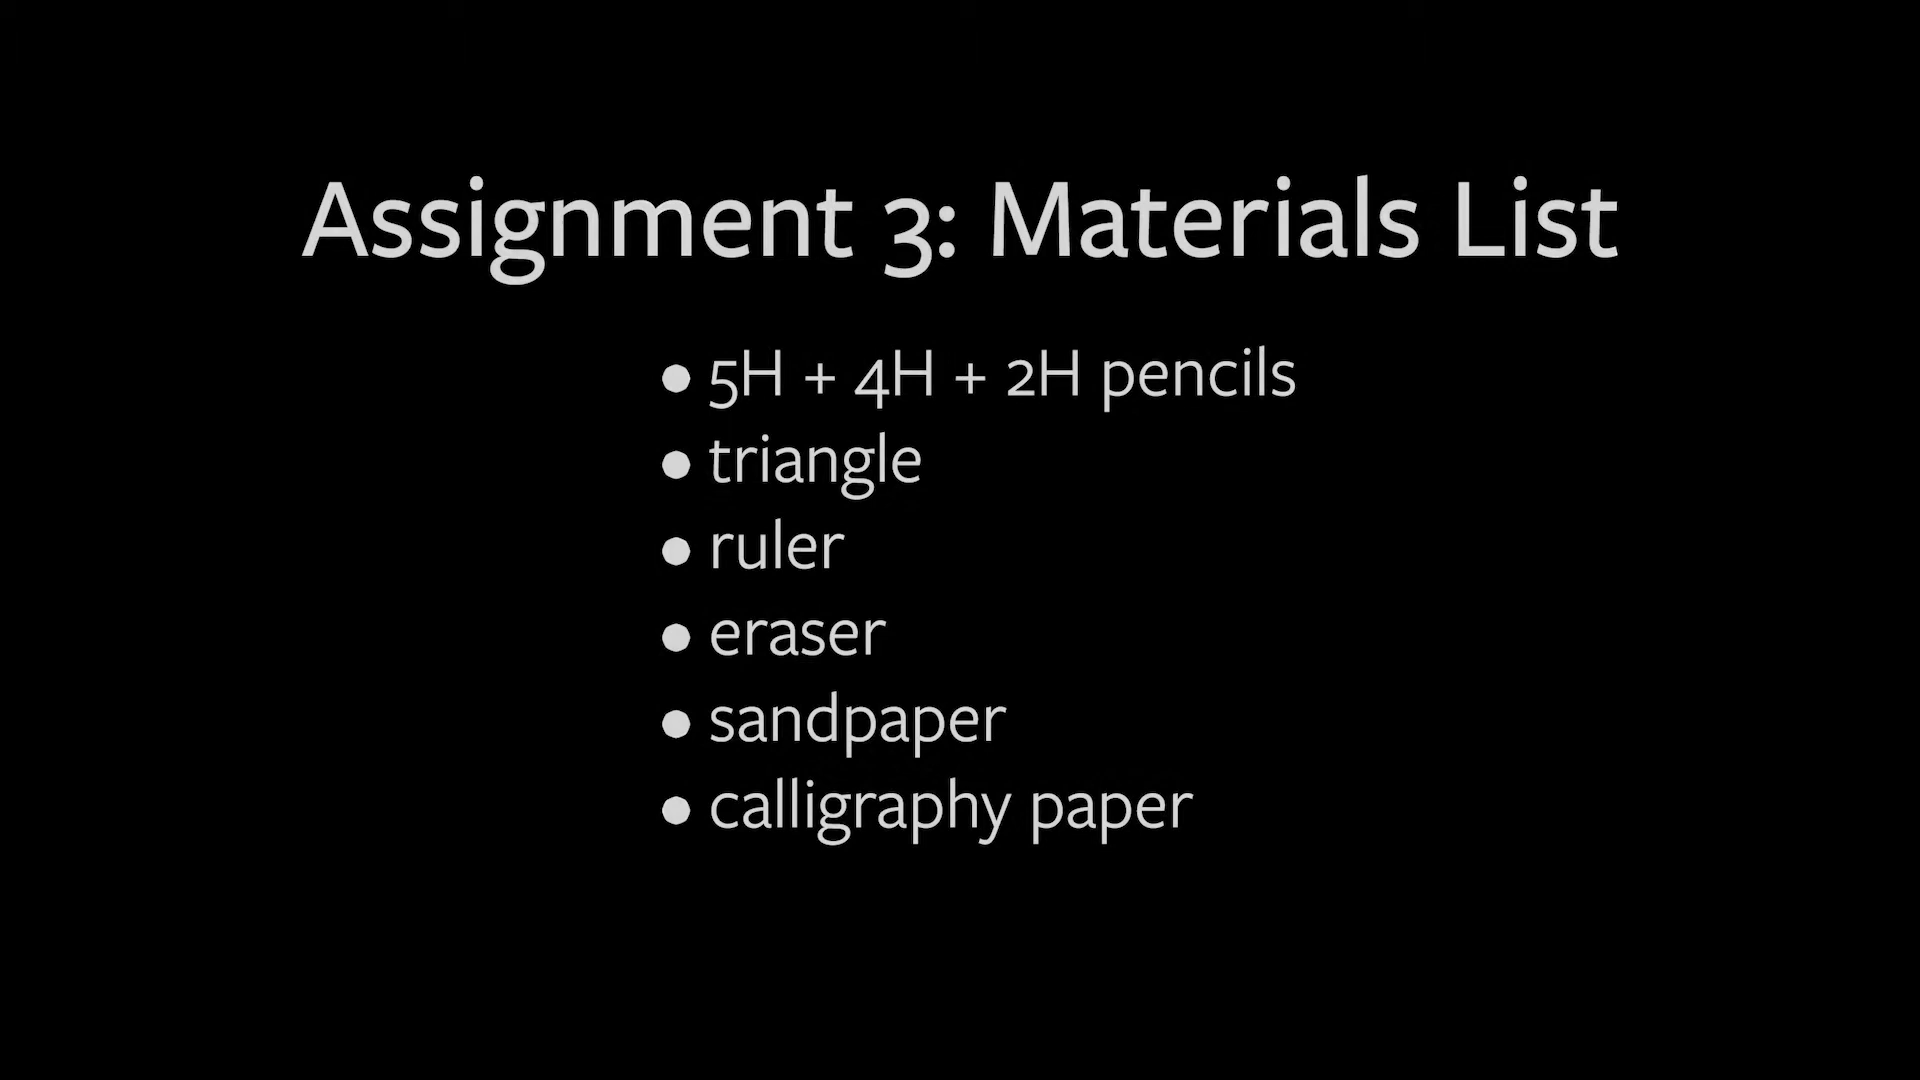 Assignment 3: Materials List
• 5H + 4H + 2H pencils
• triangle
• ruler
• eraser
• sandpaper
• calligraphy paper